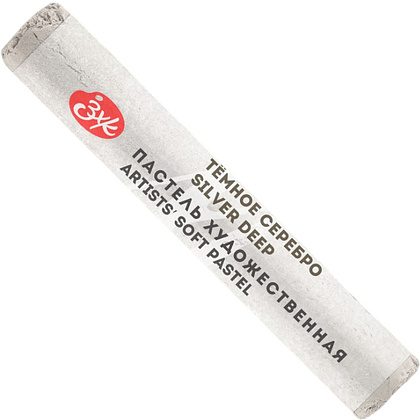 ЗХК
ТЁМНОЕ СЕРЕБРО
SILVER DEEP
ПАСТЕЛЬ ХУДОЖЕСТВЕННАЯ
ARTISTS' SOFT PASTEL